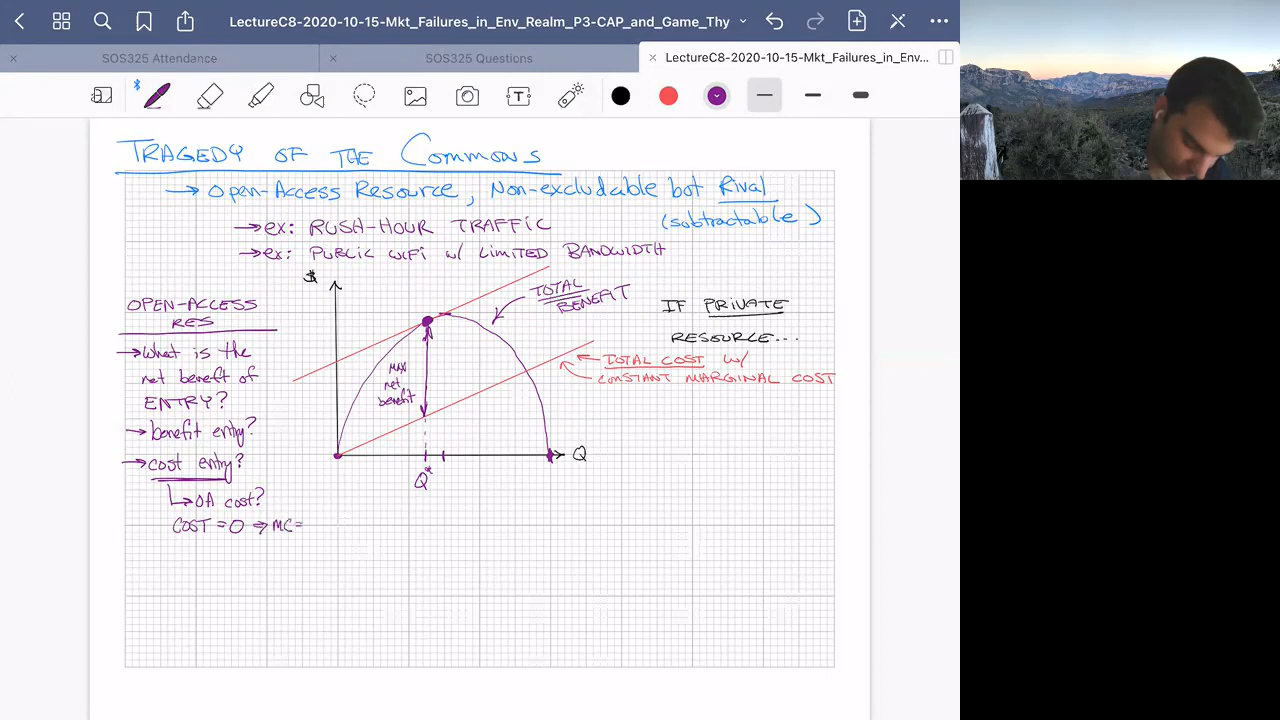 LectureC8-2020-10-15-Mkt_Failures_in_Env_Realm_P3-CAP_and_Game_Thy
SOS325 Attendance
SOS325 Questions
LectureC8-2020-10-15-Mkt_Failures_in_Env...
TRAGEDY OF THE COMMONS
→ Open-Access Resource, Non-excludable bot Rival
(subtractable)
→ex: RUSH-HOUR TRAFFIC
→ex: PUBLIC WIFI w/ LIMITED BANDWIDTH
$
TOTAL
BENEFIT
OPEN-ACCESS
RES
→What is the
net beneft of
ENTRY?
→benefit entry?
→cost entry?
↳OA cost?
COST = 0 ⇒ MC=
MAX
net
benefit
Q
Q*
IF PRIVATE
RESOURCE...
TOTAL COST w/
CONSTANT MARGINAL COST